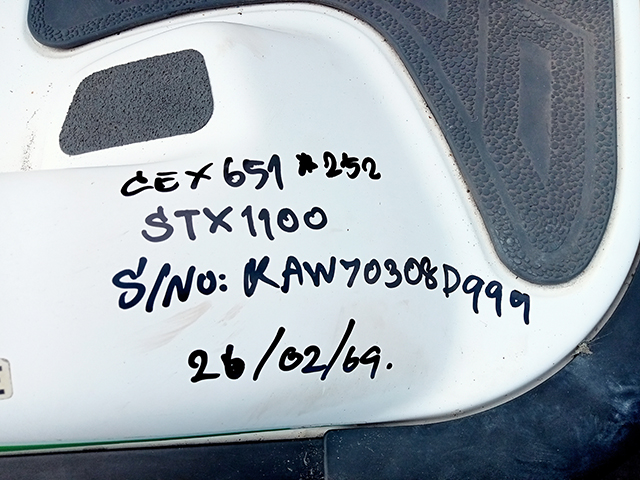 CEX651 *252
STX1100
S/NO: KAW70308D999
26/02/69.